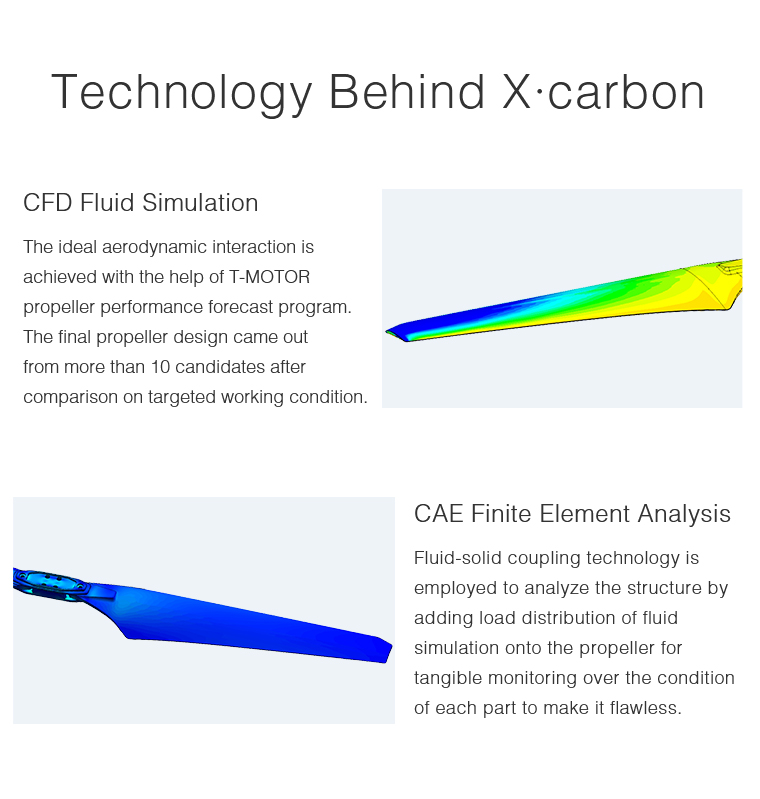 Technology Behind X·carbon
CFD Fluid Simulation
The ideal aerodynamic interaction is
achieved with the help of T-MOTOR
propeller performance forecast program.
The final propeller design came out
from more than 10 candidates after
comparison on targeted working condition.
CAE Finite Element Analysis
Fluid-solid coupling technology is
employed to analyze the structure by
adding load distribution of fluid
simulation onto the propeller for
tangible monitoring over the condition
of each part to make it flawless.